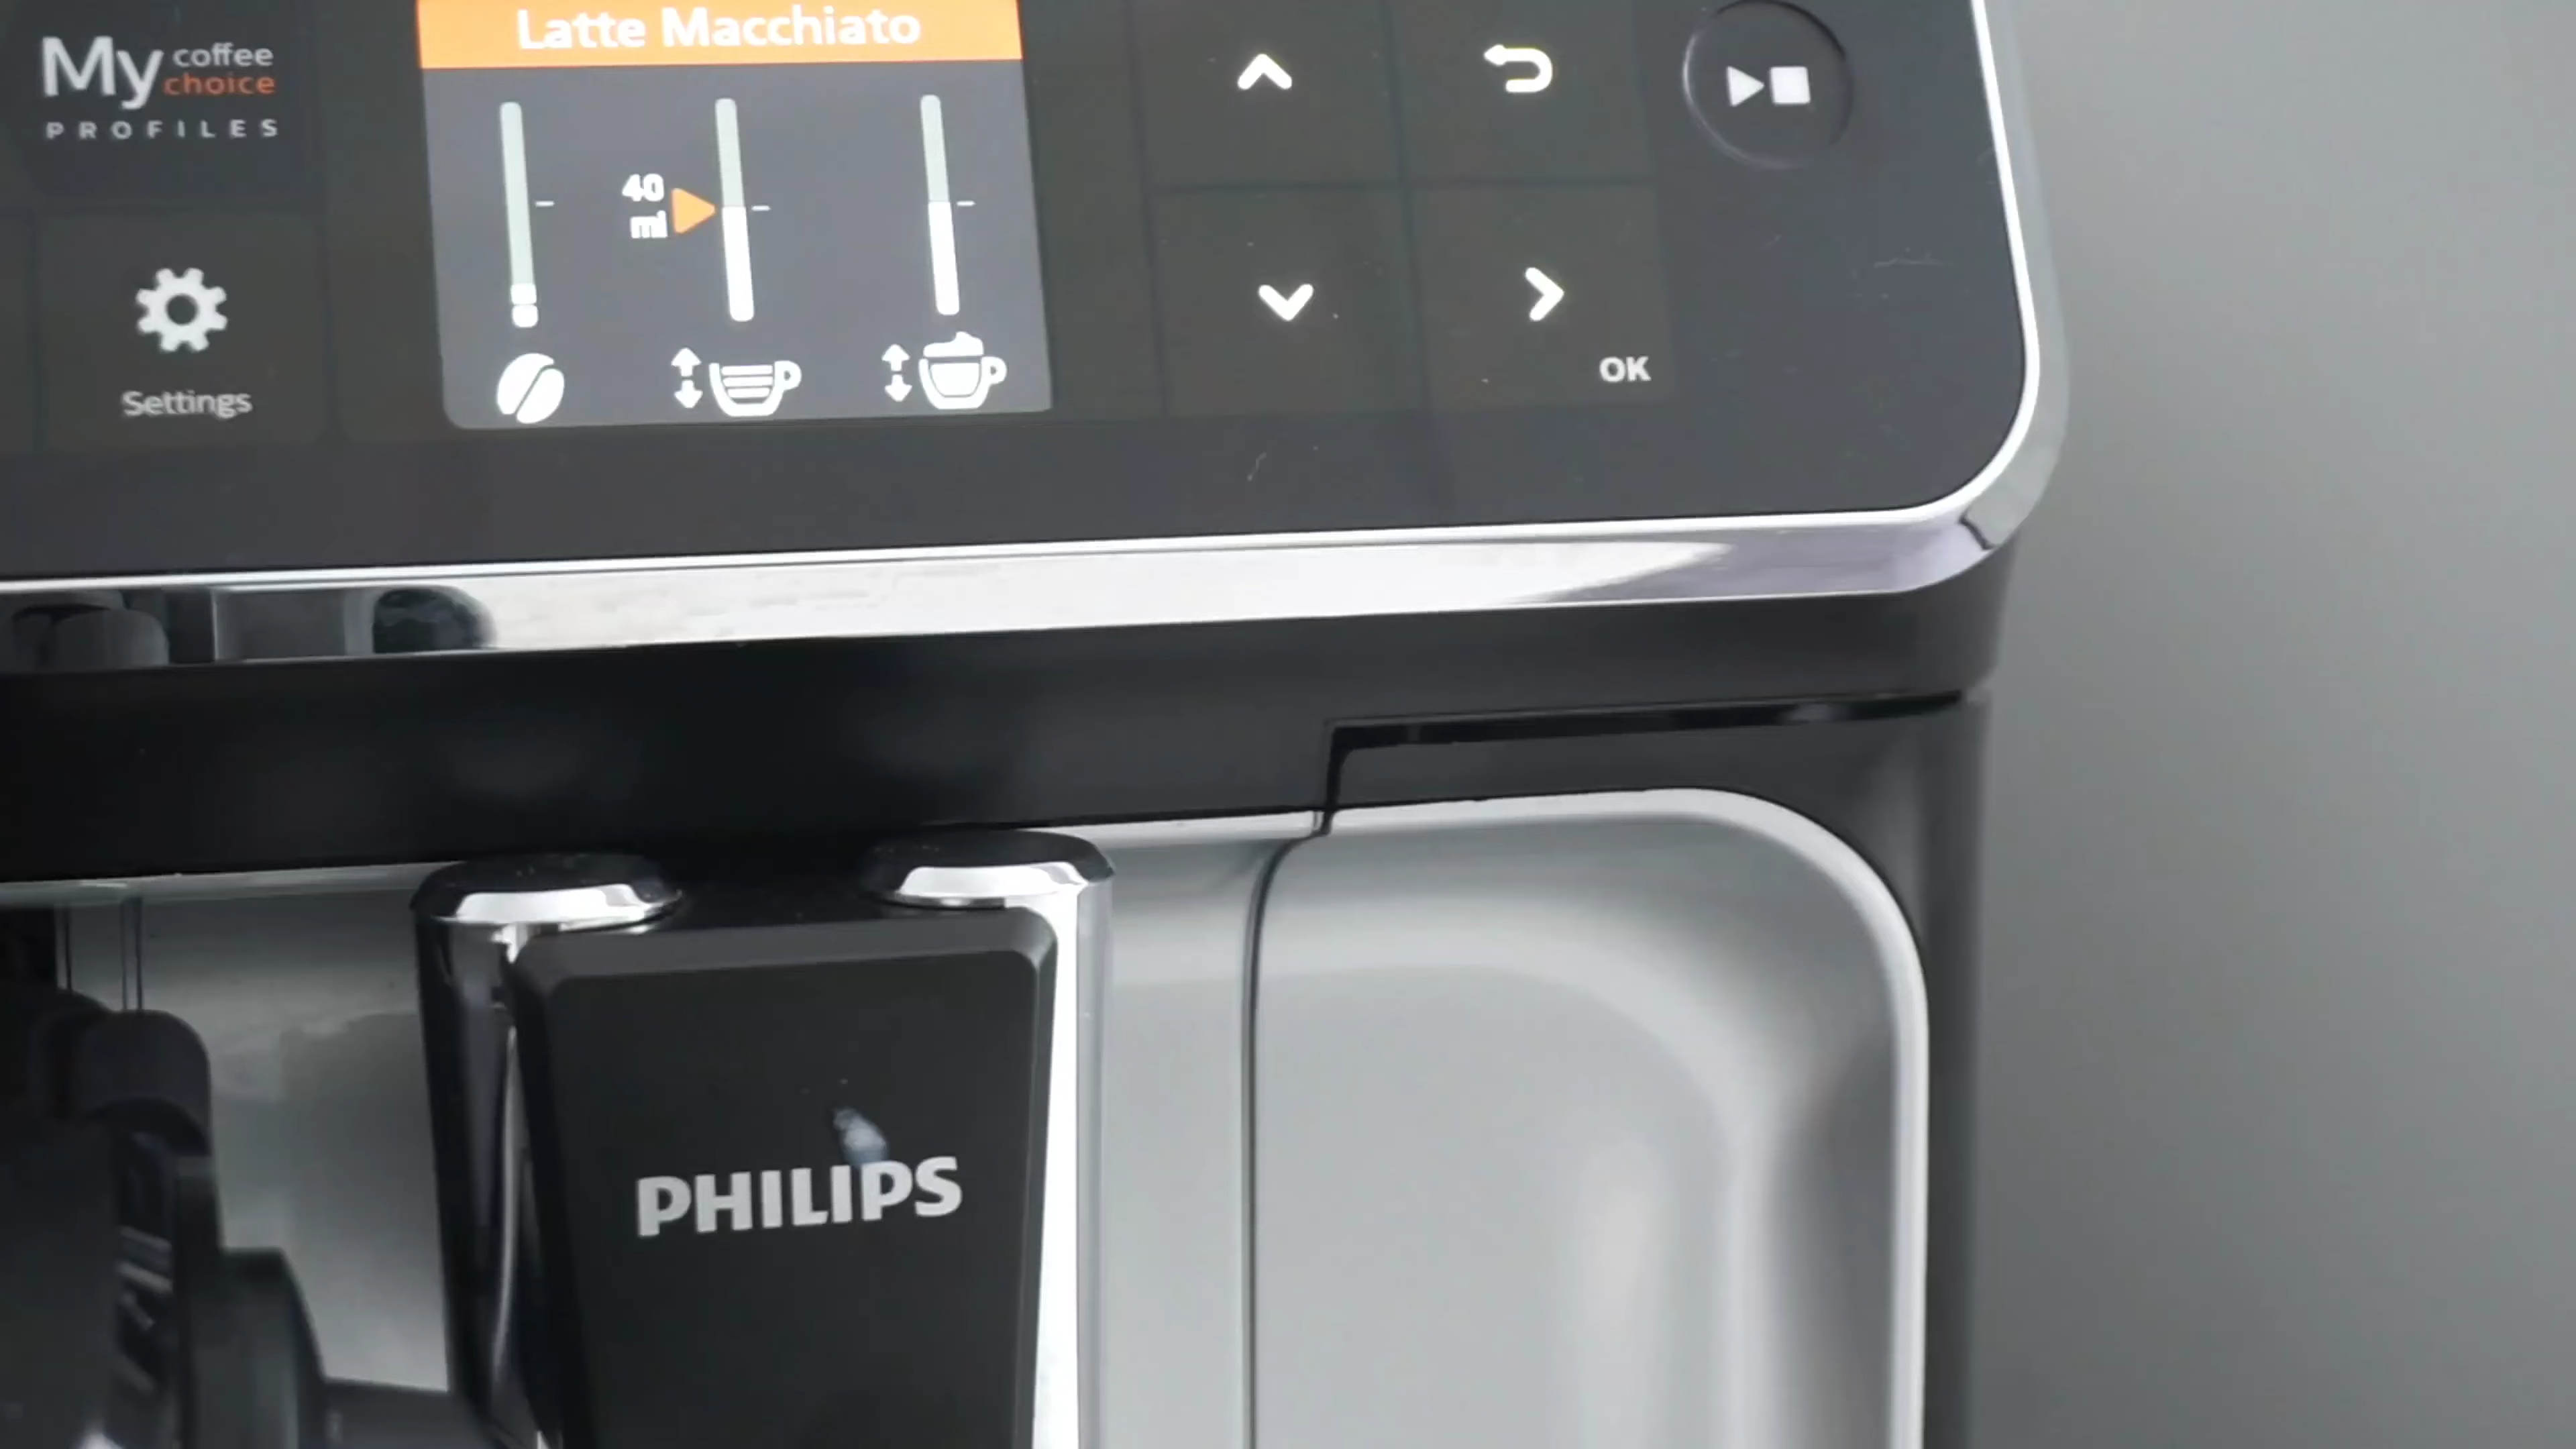 My coffee choice
PROFILES
Latte Macchiato
40
ml
Settings
OK
PHILIPS